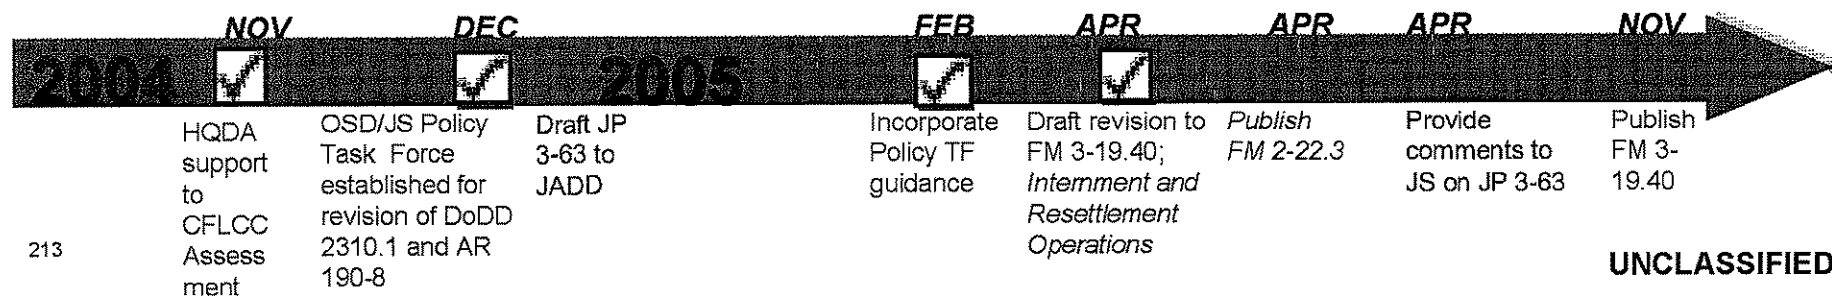 NOV DEC FEB APR APR APR NOV
2004 2005
HQDA
support
to
CFLCC
Assess
ment
OSD/JS Policy
Task Force
established for
revision of DoDD
2310.1 and AR
190-8
Draft JP
3-63 to
JADD
Incorporate
Policy TF
guidance
Draft revision to
FM 3-19.40;
Internment and
Resettlement
Operations
Publish
FM 2-22.3
Provide
comments to
JS on JP 3-63
Publish
FM 3-
19.40
213
UNCLASSIFIED